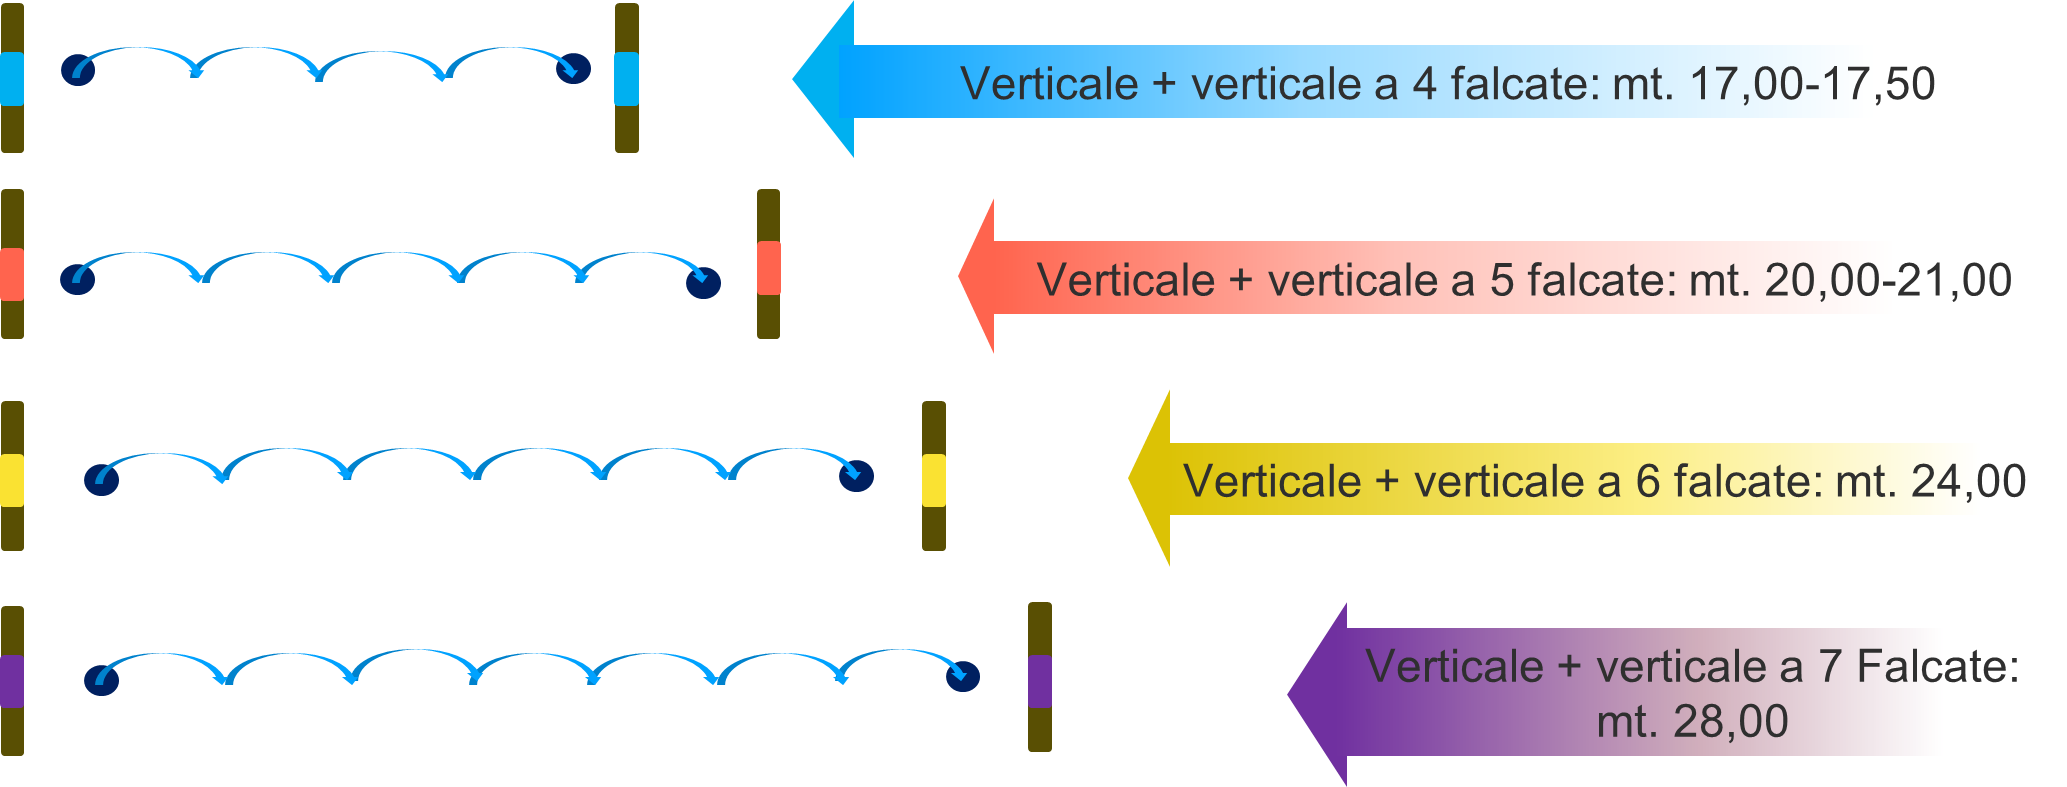 Verticale + verticale a 4 falcate: mt. 17,00-17,50
Verticale + verticale a 5 falcate: mt. 20,00-21,00
Verticale + verticale a 6 falcate: mt. 24,00
Verticale + verticale a 7 Falcate:
mt. 28,00